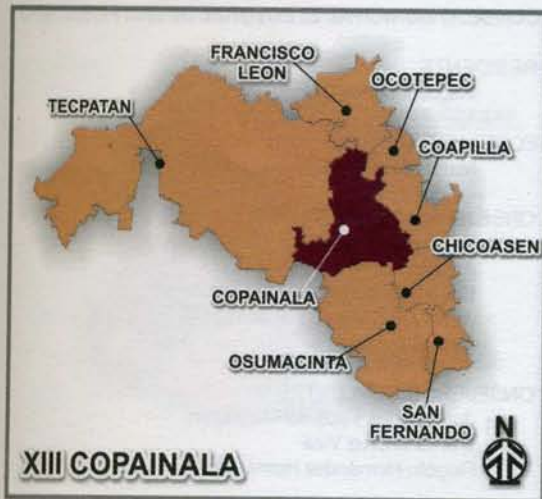 FRANCISCO
LEON
OCOTEPEC
TECPATAN
COAPILLA
CHICOASEN
COPAINALA
OSUMACINTA
SAN
FERNANDO
N
XIII COPAINALA